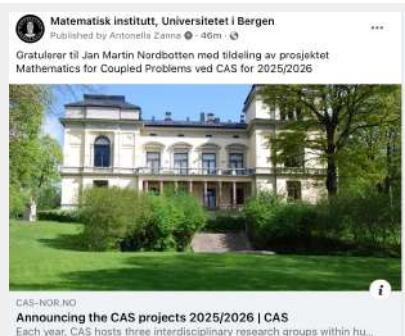 Matematisk institutt, Universitetet i Bergen
Published by Antonella Zanna · 46m ·
Gratulerer til Jan Martin Nordbotten med tildeling av prosjektet
Mathematics for Coupled Problems ved CAS for 2025/2026
i
CAS-NOR.NO
Announcing the CAS projects 2025/2026 | CAS
Each year, CAS hosts three interdisciplinary research groups within hu...